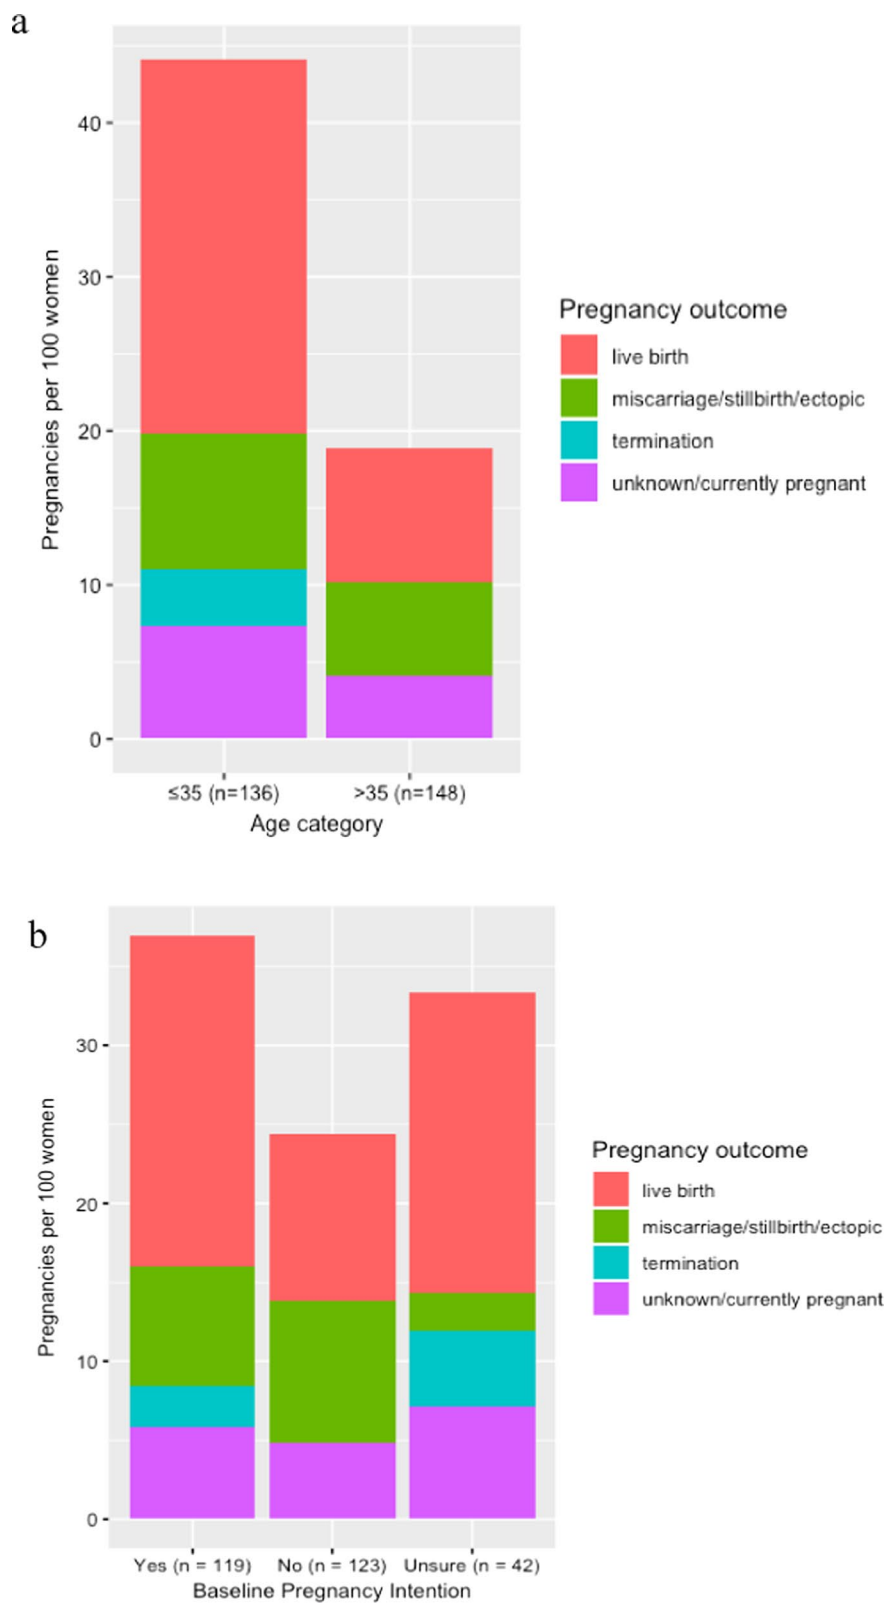 a
Pregnancies per 100 women
40
30
20
10
0
≤35 (n=136) >35 (n=148)
Age category
Pregnancy outcome
live birth
miscarriage/stillbirth/ectopic
termination
unknown/currently pregnant
b
Pregnancies per 100 women
30
20
10
0
Yes (n = 119) No (n = 123) Unsure (n = 42)
Baseline Pregnancy Intention
Pregnancy outcome
live birth
miscarriage/stillbirth/ectopic
termination
unknown/currently pregnant